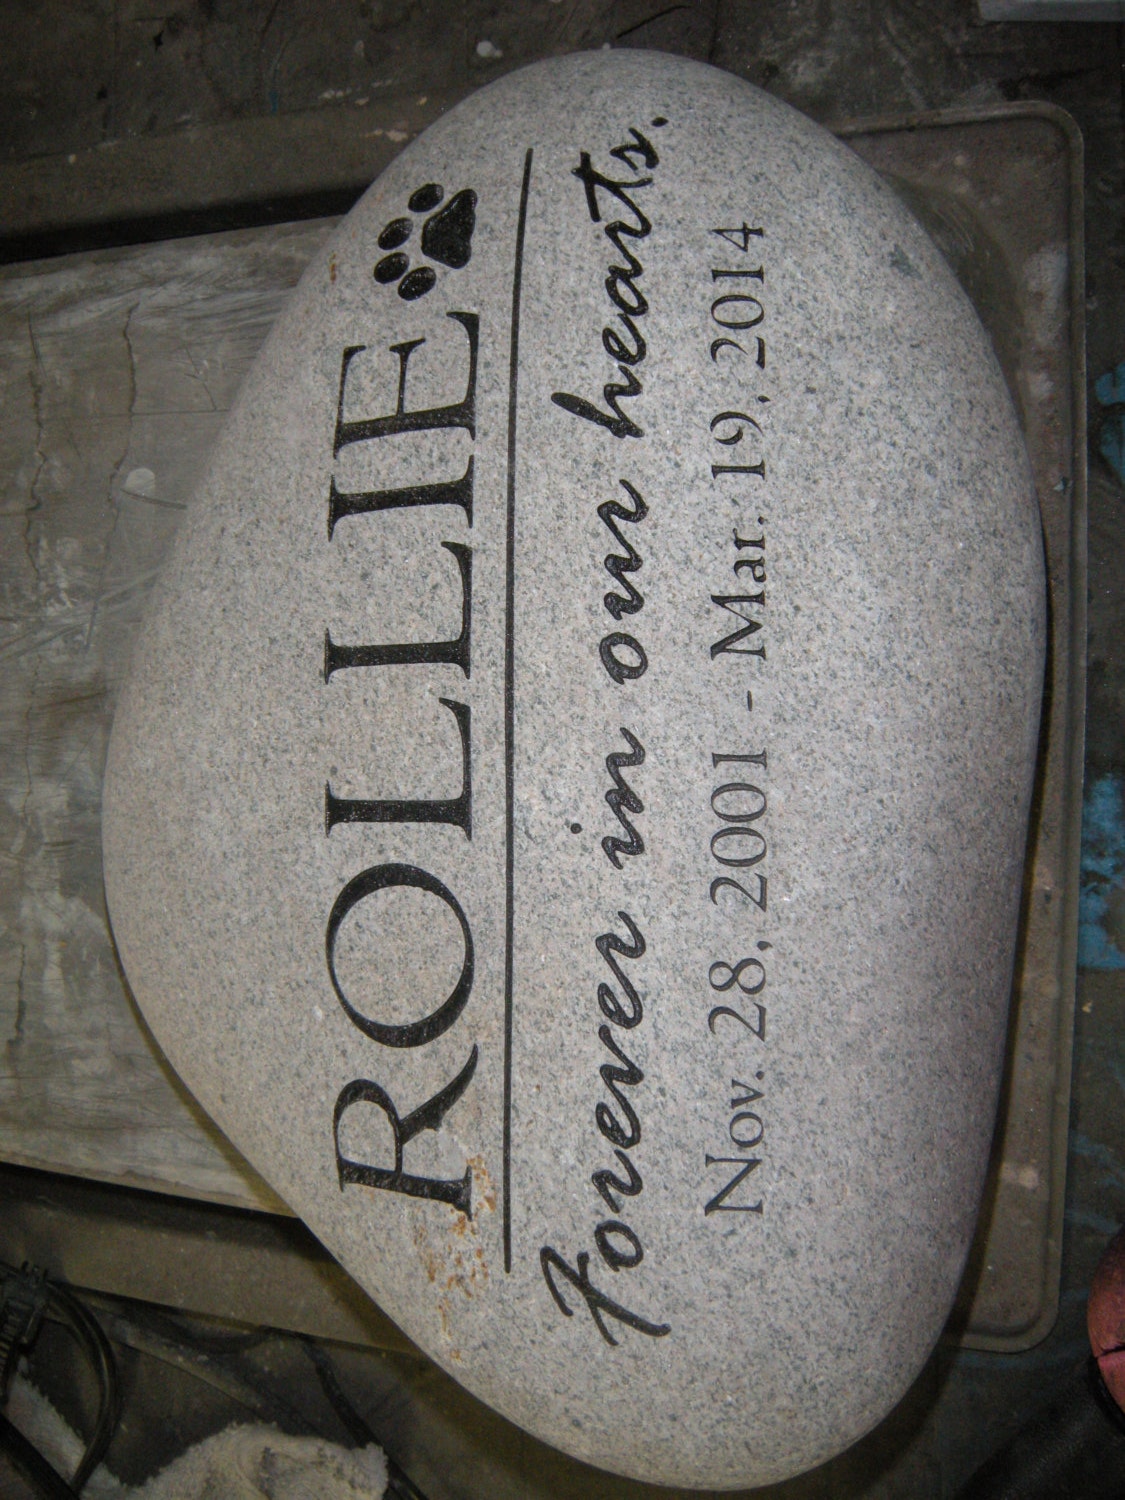 ROLLIE
Forever in our hearts.
Nov. 28, 2001 - Mar. 19, 2014